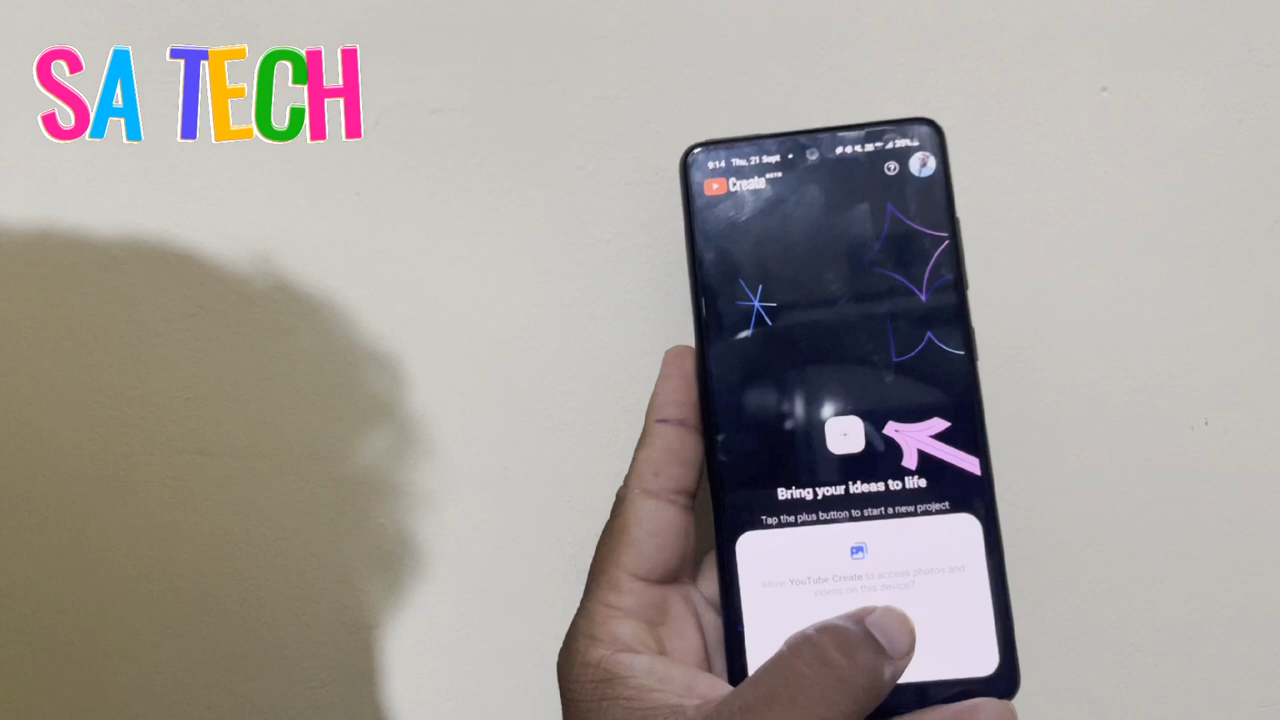 SA TECH
9:14 Thu, 21 Sept
Create BETA
Bring your ideas to life
Tap the plus button to start a new project
Allow YouTube Create to access photos and
videos on this device?